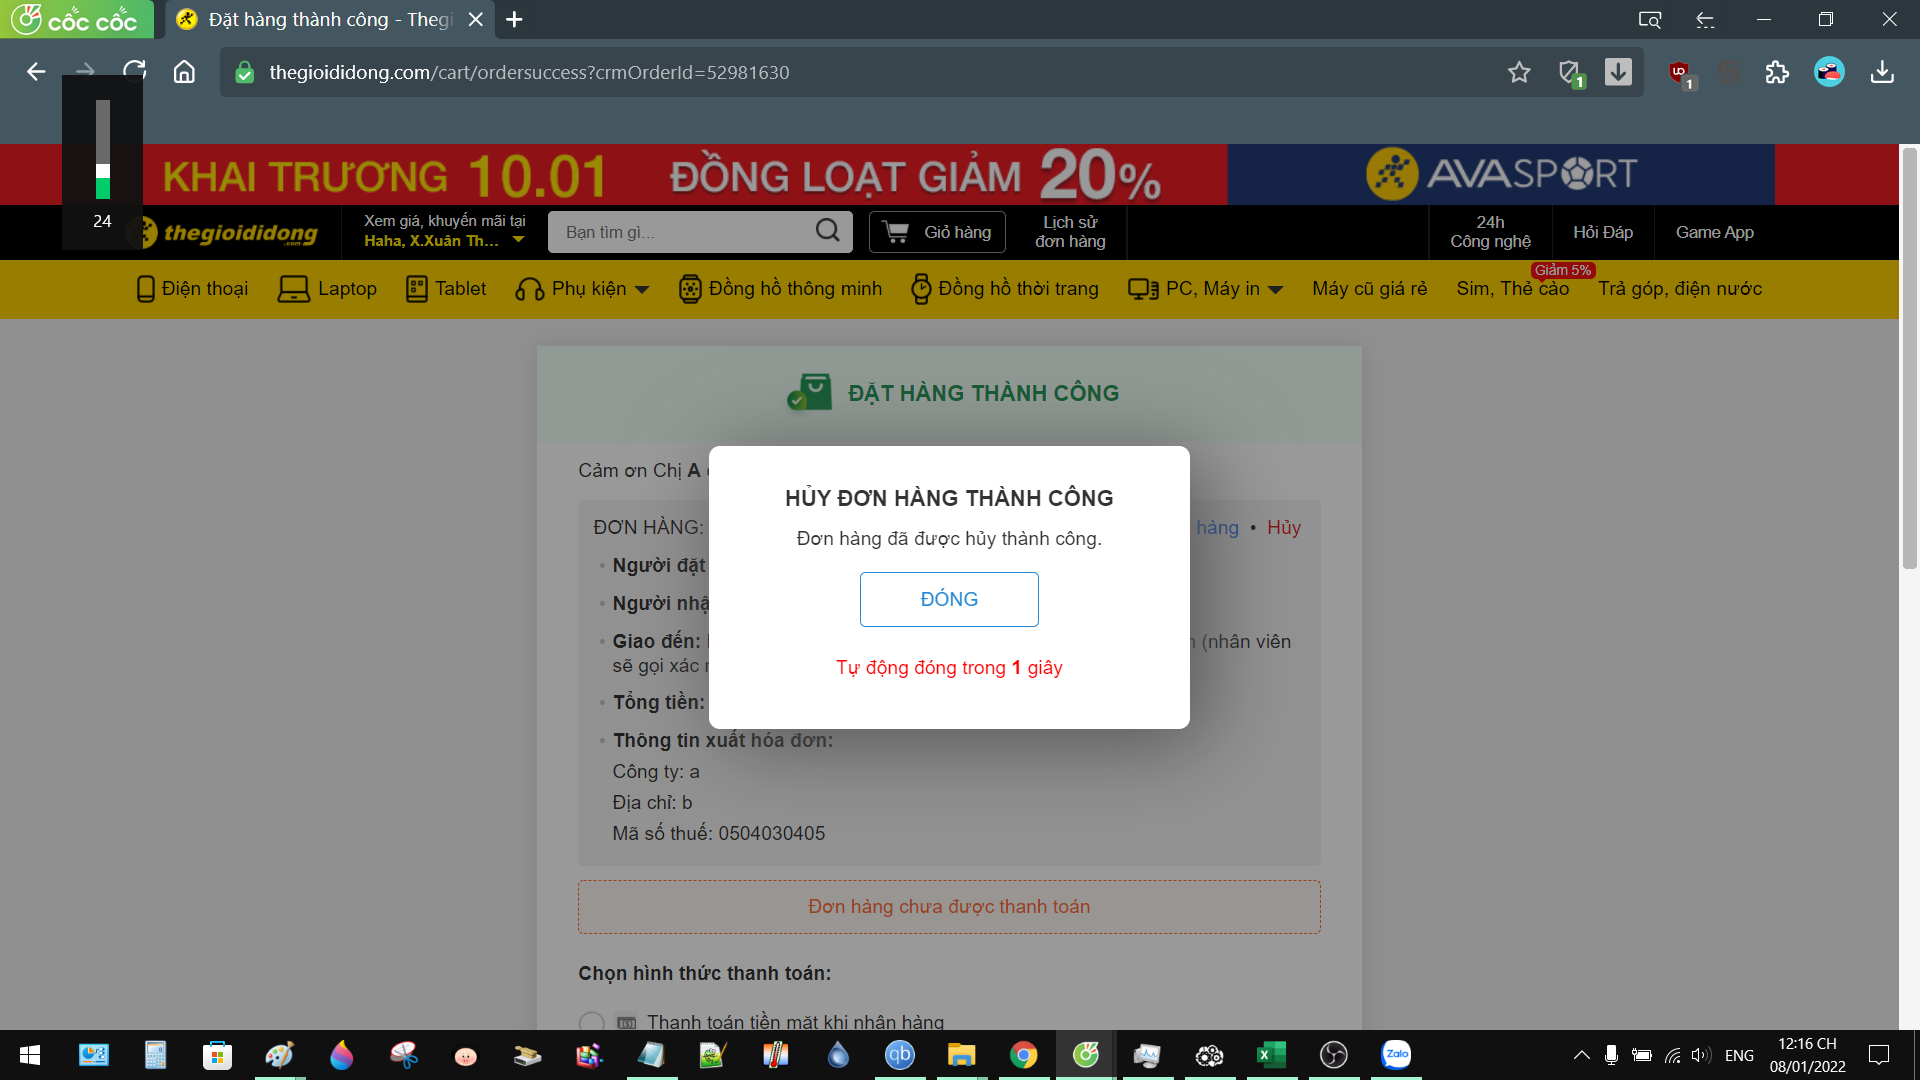 cốc cốc
Đặt hàng thành công - Thegi
thegioididong.com/cart/ordersuccess?crmOrderId=52981630
1
1
KHAI TRƯƠNG 10.01 ĐỒNG LOẠT GIẢM 20% AVASPORT
24
thegioididong.com
Xem giá, khuyến mãi tại
Haha, X.Xuân Th...
Bạn tìm gì...
Giỏ hàng
Lịch sử
đơn hàng
24h
Công nghệ
Hỏi Đáp
Game App
Giảm 5%
Điện thoại Laptop Tablet Phụ kiện Đồng hồ thông minh Đồng hồ thời trang PC, Máy in Máy cũ giá rẻ Sim, Thẻ cào Trả góp, điện nước
ĐẶT HÀNG THÀNH CÔNG
Cảm ơn Chị A
HỦY ĐƠN HÀNG THÀNH CÔNG
Đơn hàng đã được hủy thành công.
ĐÓNG
Tự động đóng trong 1 giây
ĐƠN HÀNG: hàng • Hủy
Người đặt
Người nhậ
Giao đến: (nhân viên
sẽ gọi xác
Tổng tiền:
Thông tin xuất hóa đơn:
Công ty: a
Địa chỉ: b
Mã số thuế: 0504030405
Đơn hàng chưa được thanh toán
Chọn hình thức thanh toán:
Thanh toán tiền mặt khi nhận hàng
qb
Zalo
ENG
12:16 CH
08/01/2022